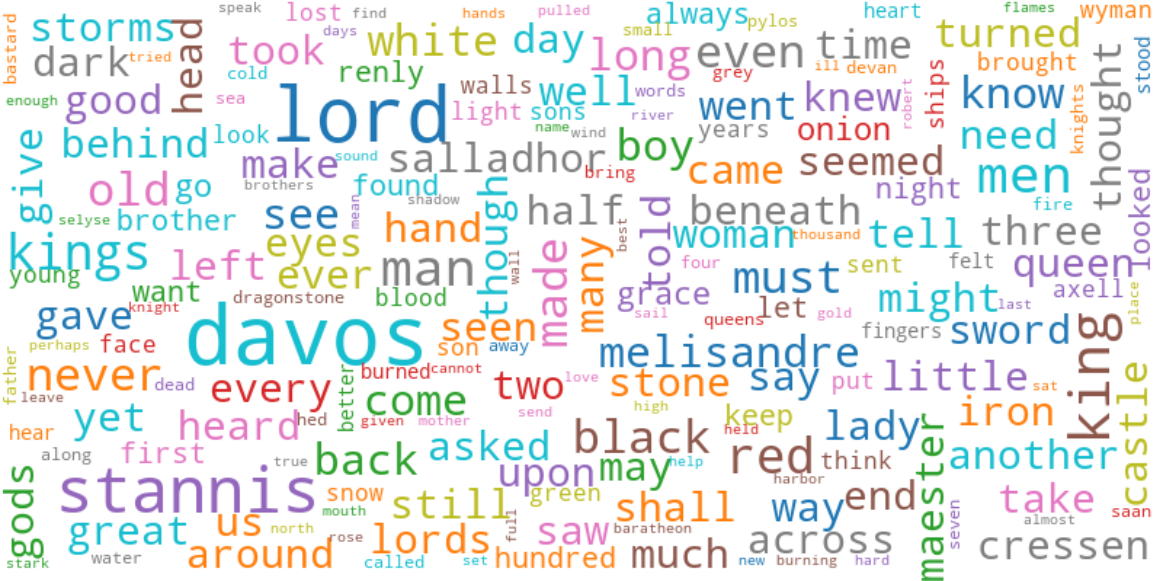 speak
lost
find
hands
pulled
always
pylos
heart
flames
wyman
bastard
storms
head
took
days
white
day
small
long
even
time
turned
brought
stood
dark
tried
cold
renly
walls
well
words
grey
ill
devan
robert
ships
know
knights
thought
enough
good
sea
lord
light
sons
name
wind
river
went
years
knew
onion
need
give
behind
look
make
sound
salladhor
boy
bring
came
seemed
men
old
go
brothers
found
shadow
night
fire
looked
selyse
brother
see
mean
hand
though
half
best
told
beneath
woman
thousand
tell
three
kings
eyes
left
ever
man
wall
made
many
four
must
sent
felt
queen
young
want
dragonstone
blood
grace
let
might
last
axell
place
knight
gave
sail
queens
gold
fingers
sword
king
perhaps
face
davos
seen
son
away
melisandre
father
never
dead
every
better
burned
cannot
two
love
stone
say
put
little
sat
castle
leave
yet
heard
hed
given
come
mother
send
high
keep
held
lady
iron
hear
along
first
true
back
asked
black
help
red
think
maester
another
gods
stannis
snow
mouth
still
upon
may
green
harbor
shall
way
end
seven
take
saan
great
us
north
rose
lords
full
saw
baratheon
across
almost
cressen
stark
water
around
called
set
hundred
much
new
burning
hard